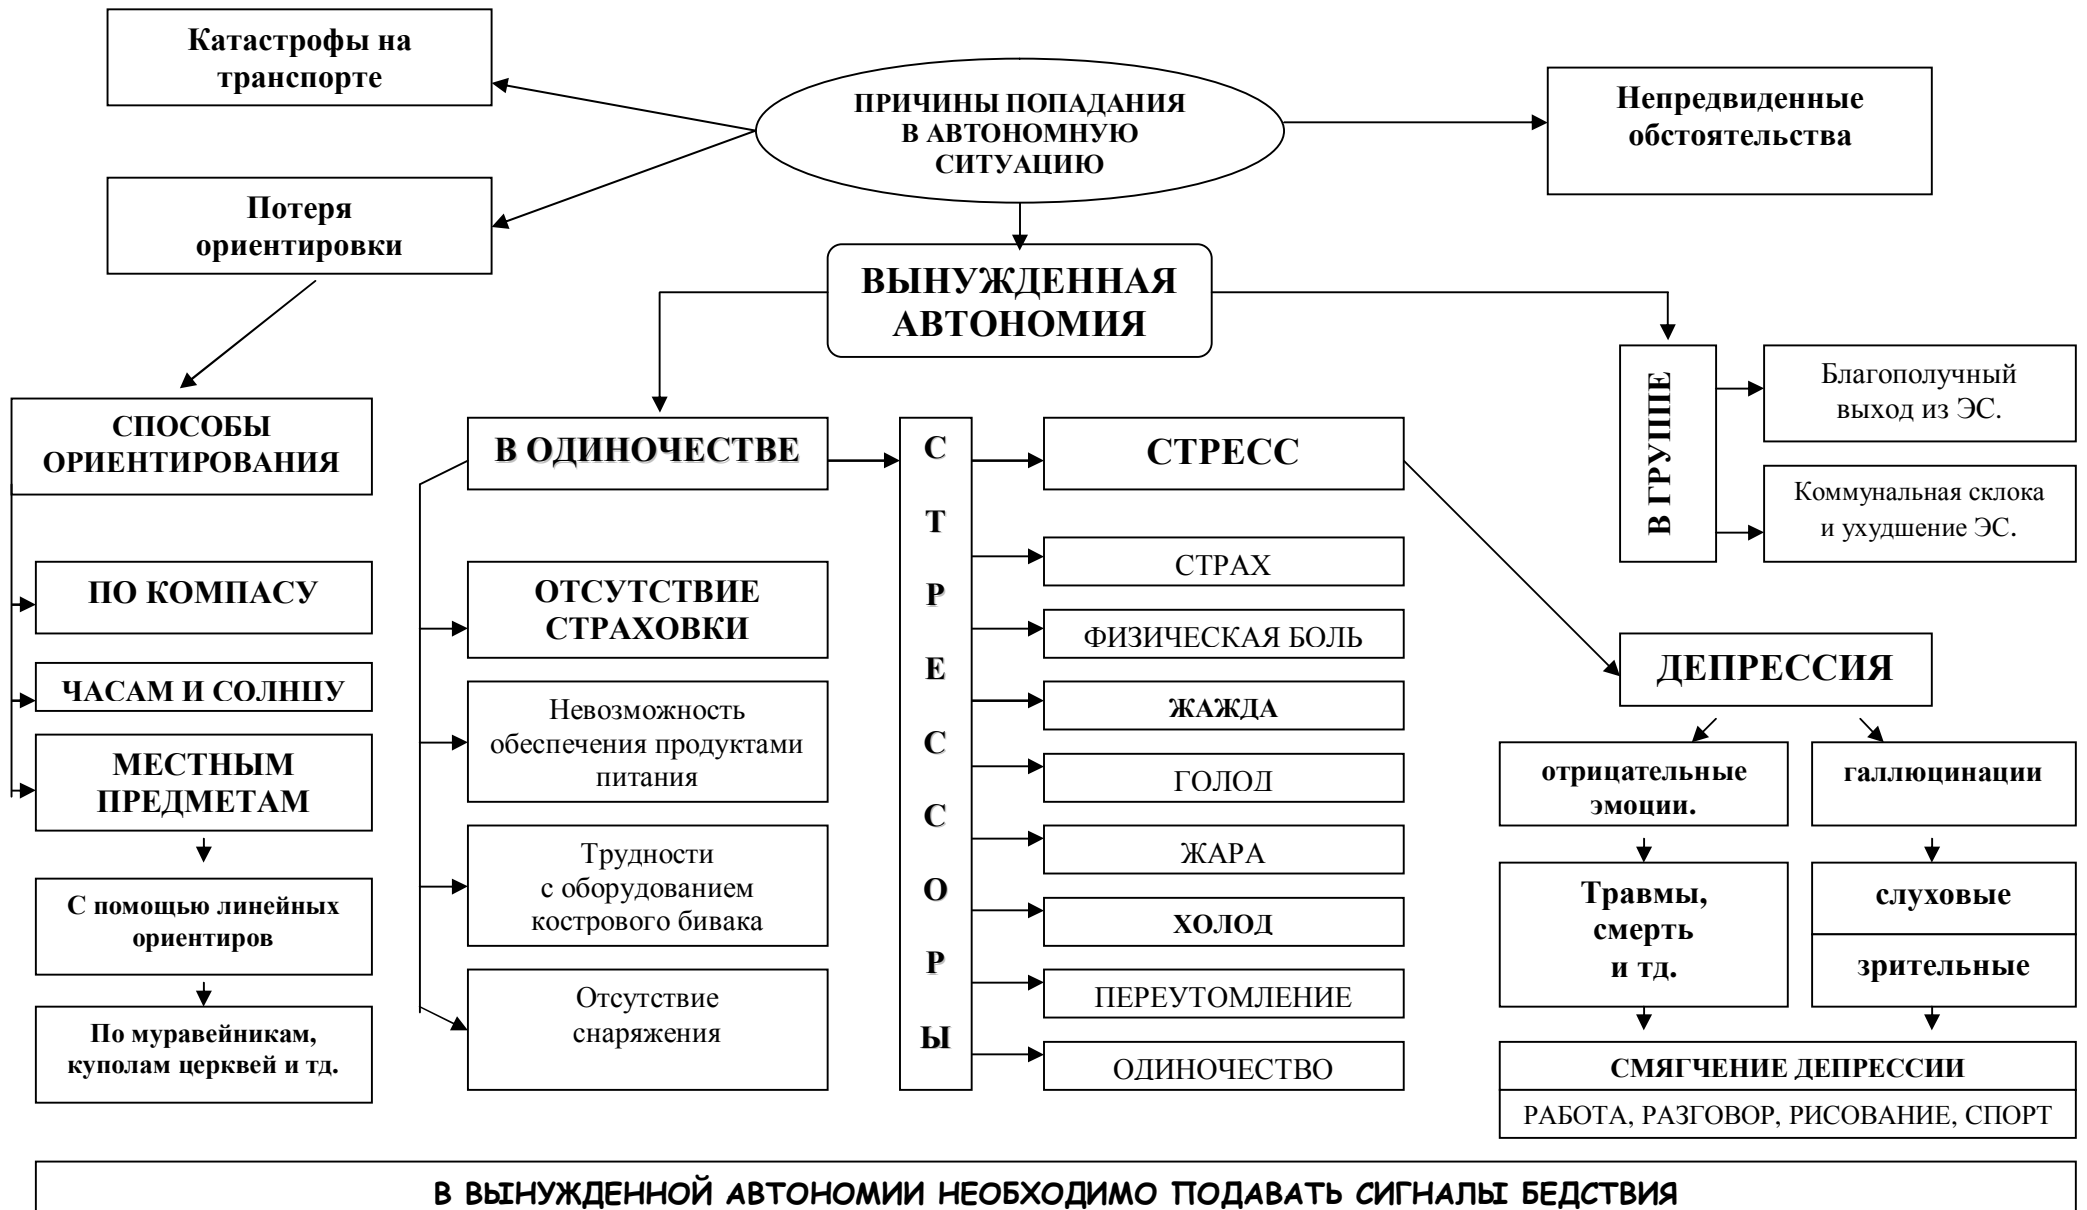 Катастрофы на
транспорте
ПРИЧИНЫ ПОПАДАНИЯ
В АВТОНОМНУЮ
СИТУАЦИЮ
Непредвиденные
обстоятельства
Потеря
ориентировки
ВЫНУЖДЕННАЯ
АВТОНОМИЯ
СПОСОБЫ
ОРИЕНТИРОВАНИЯ
ПО КОМПАСУ
ЧАСАМ И СОЛНЦУ
МЕСТНЫМ
ПРЕДМЕТАМ
С помощью линейных
ориентиров
По муравейникам,
куполам церквей и тд.
В ОДИНОЧЕСТВЕ
ОТСУТСТВИЕ
СТРАХОВКИ
Невозможность
обеспечения продуктами
питания
Трудности
с оборудованием
кострового бивака
Отсутствие
снаряжения
С
Т
Р
Е
С
С
О
Р
Ы
СТРЕСС
СТРАХ
ФИЗИЧЕСКАЯ БОЛЬ
ЖАЖДА
ГОЛОД
ЖАРА
ХОЛОД
ПЕРЕУТОМЛЕНИЕ
ОДИНОЧЕСТВО
В ГРУППЕ
Благополучный
выход из ЭС.
Коммунальная склока
и ухудшение ЭС.
ДЕПРЕССИЯ
отрицательные
эмоции.
галлюцинации
Травмы,
смерть
и тд.
слуховые
зрительные
СМЯГЧЕНИЕ ДЕПРЕССИИ
РАБОТА, РАЗГОВОР, РИСОВАНИЕ, СПОРТ
В ВЫНУЖДЕННОЙ АВТОНОМИИ НЕОБХОДИМО ПОДАВАТЬ СИГНАЛЫ БЕДСТВИЯ